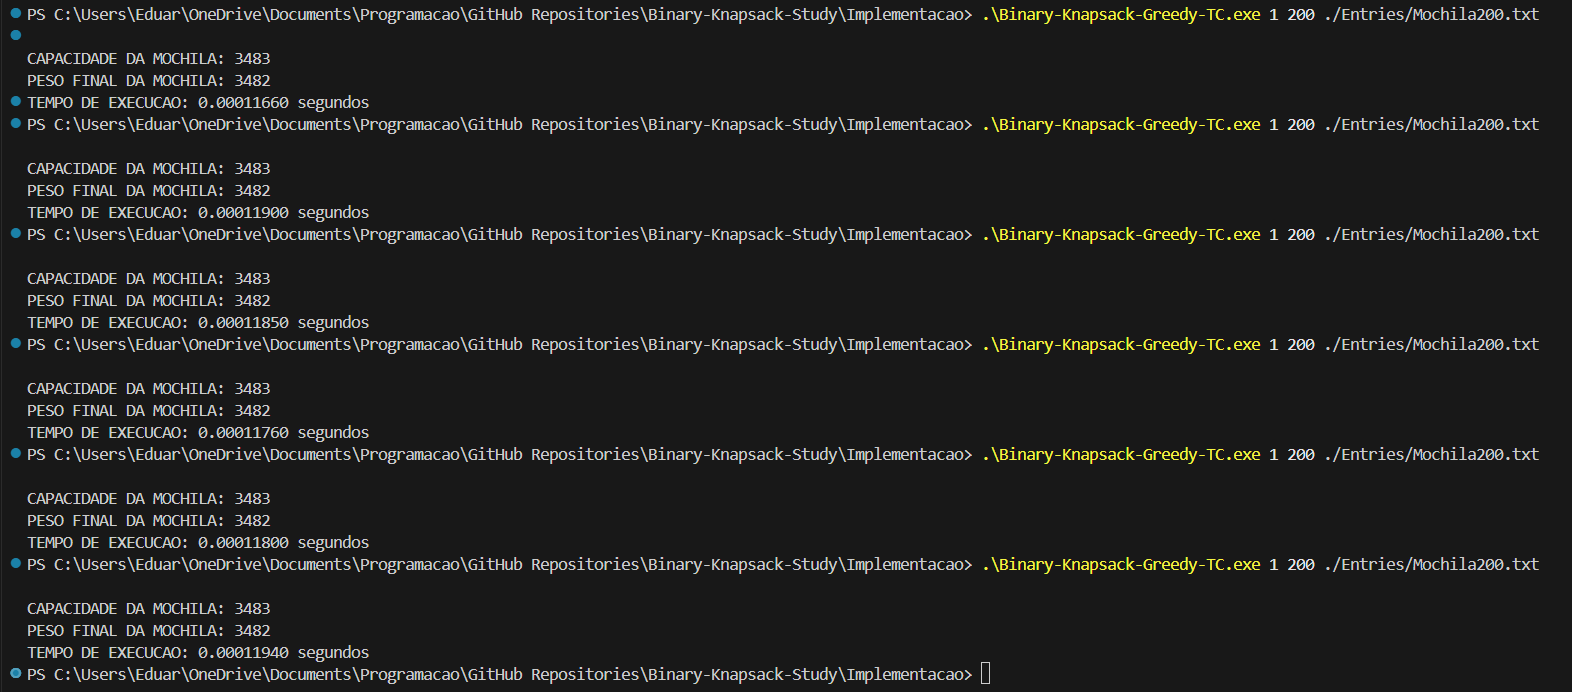 PS C:\Users\Eduar\OneDrive\Documents\Programacao\GitHub Repositories\Binary-Knapsack-Study\Implementacao> .\Binary-Knapsack-Greedy-TC.exe 1 200 ./Entries/Mochila200.txt
CAPACIDADE DA MOCHILA: 3483
PESO FINAL DA MOCHILA: 3482
TEMPO DE EXECUCAO: 0.00011660 segundos
PS C:\Users\Eduar\OneDrive\Documents\Programacao\GitHub Repositories\Binary-Knapsack-Study\Implementacao> .\Binary-Knapsack-Greedy-TC.exe 1 200 ./Entries/Mochila200.txt
CAPACIDADE DA MOCHILA: 3483
PESO FINAL DA MOCHILA: 3482
TEMPO DE EXECUCAO: 0.00011900 segundos
PS C:\Users\Eduar\OneDrive\Documents\Programacao\GitHub Repositories\Binary-Knapsack-Study\Implementacao> .\Binary-Knapsack-Greedy-TC.exe 1 200 ./Entries/Mochila200.txt
CAPACIDADE DA MOCHILA: 3483
PESO FINAL DA MOCHILA: 3482
TEMPO DE EXECUCAO: 0.00011850 segundos
PS C:\Users\Eduar\OneDrive\Documents\Programacao\GitHub Repositories\Binary-Knapsack-Study\Implementacao> .\Binary-Knapsack-Greedy-TC.exe 1 200 ./Entries/Mochila200.txt
CAPACIDADE DA MOCHILA: 3483
PESO FINAL DA MOCHILA: 3482
TEMPO DE EXECUCAO: 0.00011760 segundos
PS C:\Users\Eduar\OneDrive\Documents\Programacao\GitHub Repositories\Binary-Knapsack-Study\Implementacao> .\Binary-Knapsack-Greedy-TC.exe 1 200 ./Entries/Mochila200.txt
CAPACIDADE DA MOCHILA: 3483
PESO FINAL DA MOCHILA: 3482
TEMPO DE EXECUCAO: 0.00011800 segundos
PS C:\Users\Eduar\OneDrive\Documents\Programacao\GitHub Repositories\Binary-Knapsack-Study\Implementacao> .\Binary-Knapsack-Greedy-TC.exe 1 200 ./Entries/Mochila200.txt
CAPACIDADE DA MOCHILA: 3483
PESO FINAL DA MOCHILA: 3482
TEMPO DE EXECUCAO: 0.00011940 segundos
PS C:\Users\Eduar\OneDrive\Documents\Programacao\GitHub Repositories\Binary-Knapsack-Study\Implementacao>